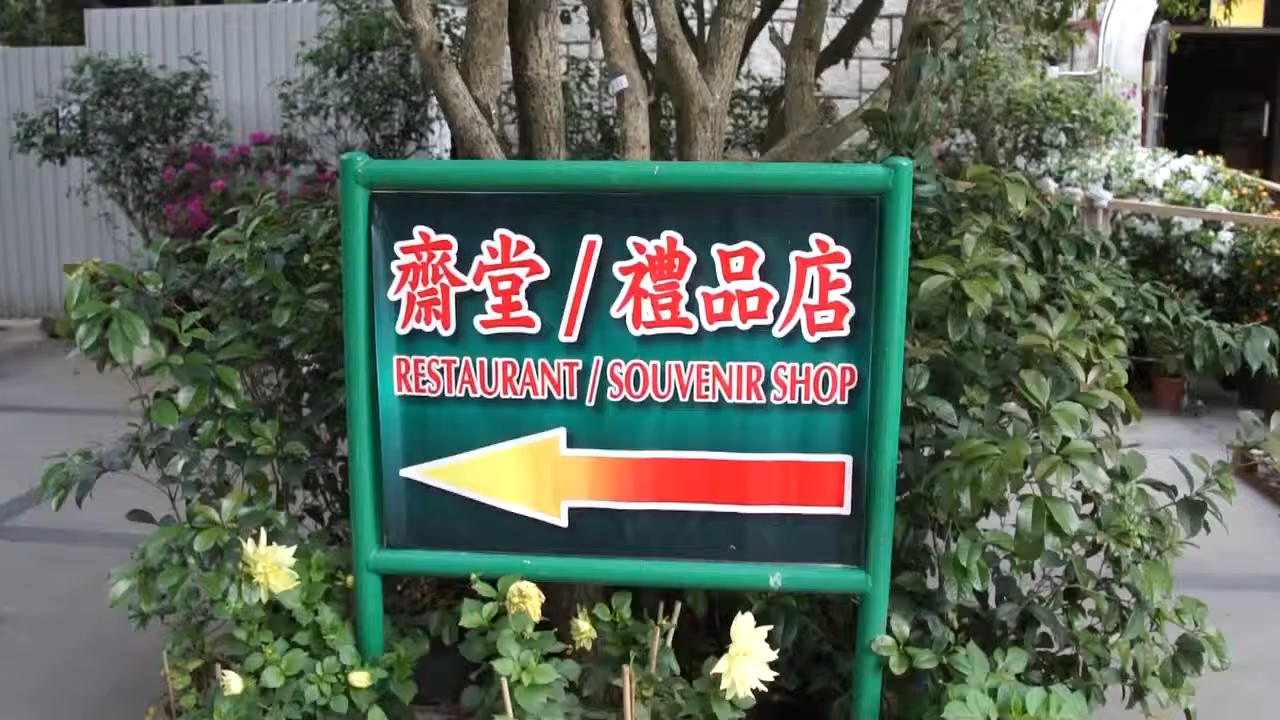 齋堂/禮品店
RESTAURANT / SOUVENIR SHOP